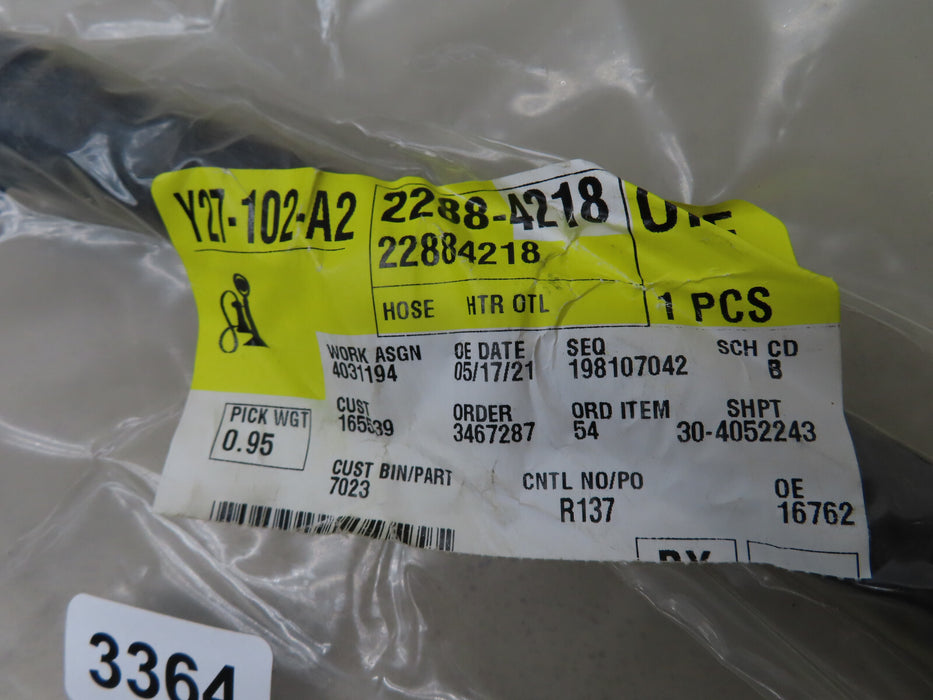 Y27-102-A2
2288-4218
22884218
HOSE HTR OTL
1 PCS
WORK ASGN
4031194
OE DATE
05/17/21
SEQ
198107042
SCH CD
B
PICK WGT
0.95
CUST
165639
ORDER
3467287
ORD ITEM
54
SHPT
30-4052243
CUST BIN/PART
7023
CNTL NO/PO
R137
OE
16762
3364